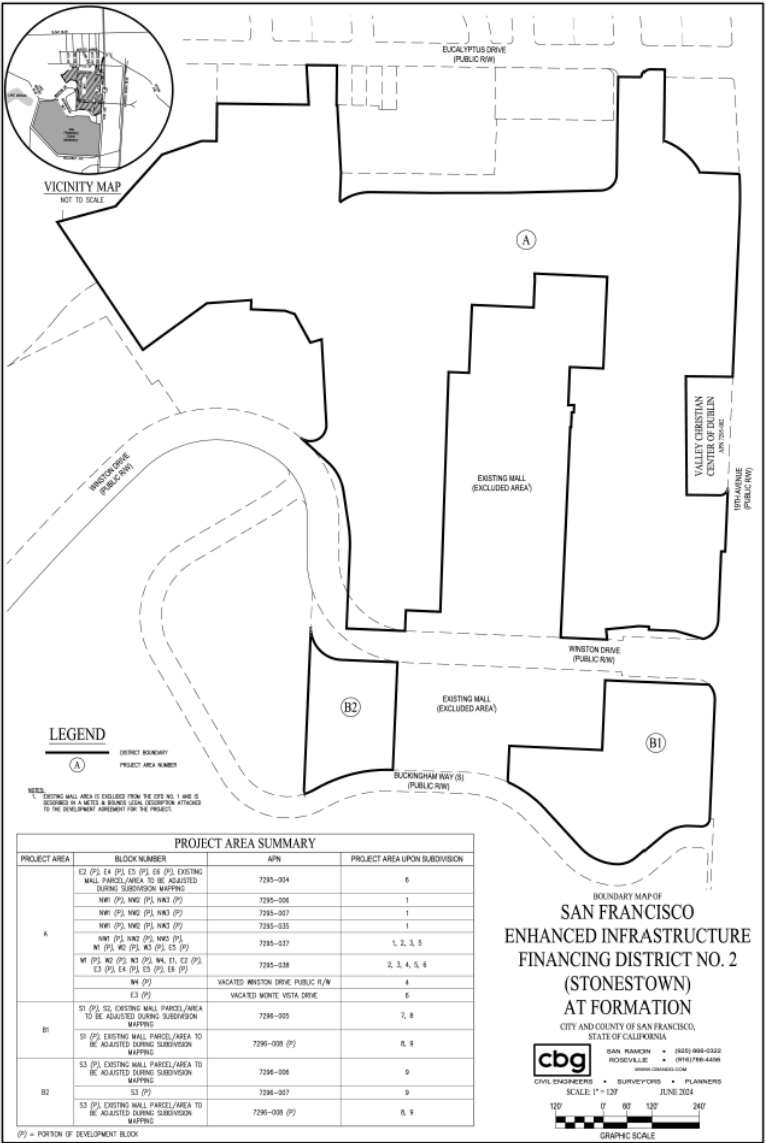 EUCALYPTUS DRIVE
(PUBLIC R/W)
VICINITY MAP
NOT TO SCALE
A
VALLEY CHRISTIAN
CENTER OF DUBLIN
19TH AVENUE
(PUBLIC R/W)
WINSTON DRIVE
(PUBLIC R/W)
EXISTING MALL
(EXCLUDED AREA¹)
WINSTON DRIVE
(PUBLIC R/W)
B2
EXISTING MALL
(EXCLUDED AREA¹)
B1
BUCKINGHAM WAY (S)
(PUBLIC R/W)
LEGEND
DISTRICT BOUNDARY
A PROJECT AREA NUMBER
NOTES:
1. EXISTING MALL AREA IS EXCLUDED FROM THE EIFD NO. 1 AND IS
DESCRIBED IN A METES & BOUNDS LEGAL DESCRIPTION ATTACHED
TO THE DEVELOPMENT AGREEMENT FOR THE PROJECT.
PROJECT AREA SUMMARY
PROJECT AREA BLOCK NUMBER APN PROJECT AREA UPON SUBDIVISION
A
E2 (P), E4 (P), E5 (P), E6 (P), EXISTING
MALL PARCEL/AREA TO BE ADJUSTED
DURING SUBDIVISION MAPPING
7295-004 6
NW1 (P), NW2 (P), NW3 (P) 7295-006 1
NW1 (P), NW2 (P), NW3 (P) 7295-007 1
NW1 (P), NW2 (P), NW3 (P) 7295-035 1
NW1 (P), NW2 (P), NW3 (P),
W1 (P), W2 (P), W3 (P), E5 (P)
7295-037 1, 2, 3, 5
W1 (P), W2 (P), W3 (P), W4, E1, E2 (P),
E3 (P), E4 (P), E5 (P), E6 (P)
7295-038 2, 3, 4, 5, 6
W4 (P) VACATED WINSTON DRIVE PUBLIC R/W 4
E3 (P) VACATED MONTE VISTA DRIVE 6
B1
S1 (P), S2, EXISTING MALL PARCEL/AREA
TO BE ADJUSTED DURING SUBDIVISION
MAPPING
7296-005 7, 8
S1 (P), EXISTING MALL PARCEL/AREA TO
BE ADJUSTED DURING SUBDIVISION
MAPPING
7296-008 (P) 8, 9
B2
S3 (P), EXISTING MALL PARCEL/AREA TO
BE ADJUSTED DURING SUBDIVISION
MAPPING
7296-006 9
S3 (P) 7296-007 9
S3 (P), EXISTING MALL PARCEL/AREA TO
BE ADJUSTED DURING SUBDIVISION
MAPPING
7296-008 (P) 8, 9
(P) = PORTION OF DEVELOPMENT BLOCK
BOUNDARY MAP OF
SAN FRANCISCO
ENHANCED INFRASTRUCTURE
FINANCING DISTRICT NO. 2
(STONESTOWN)
AT FORMATION
CITY AND COUNTY OF SAN FRANCISCO,
STATE OF CALIFORNIA
cbg
SAN RAMON • (925) 866-0322
ROSEVILLE • (916) 788-4456
WWW.CBANDG.COM
CIVIL ENGINEERS • SURVEYORS • PLANNERS
SCALE: 1" = 120' JUNE 2024
120' 0' 60' 120' 240'
GRAPHIC SCALE